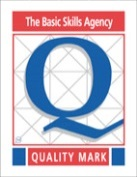 The Basic Skills Agency
Q
QUALITY MARK